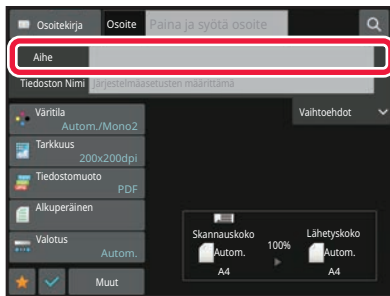 Osoitekirja
Osoite
Paina ja syötä osoite
Aihe
Tiedoston Nimi
Järjestelmäasetusten määrittämä
Väritila
Autom./Mono2
Vaihtoehdot
Tarkkuus
200x200dpi
Tiedostomuoto
PDF
Alkuperäinen
Valotus
Autom.
Skannauskoko
Autom.
A4
100%
Lähetyskoko
Autom.
A4
Muut